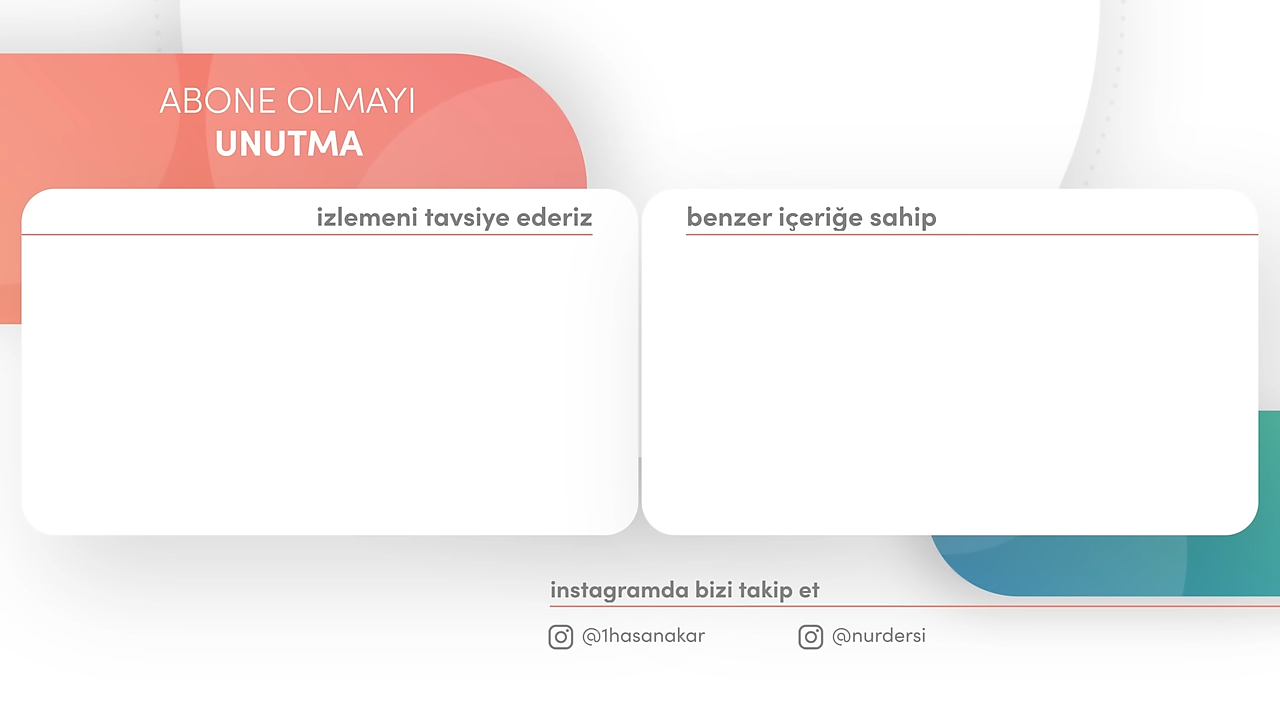 ABONE OLMAYI
UNUTMA
izlemeni tavsiye ederiz
benzer içeriğe sahip
instagramda bizi takip et
@1hasanakar
@nurdersi